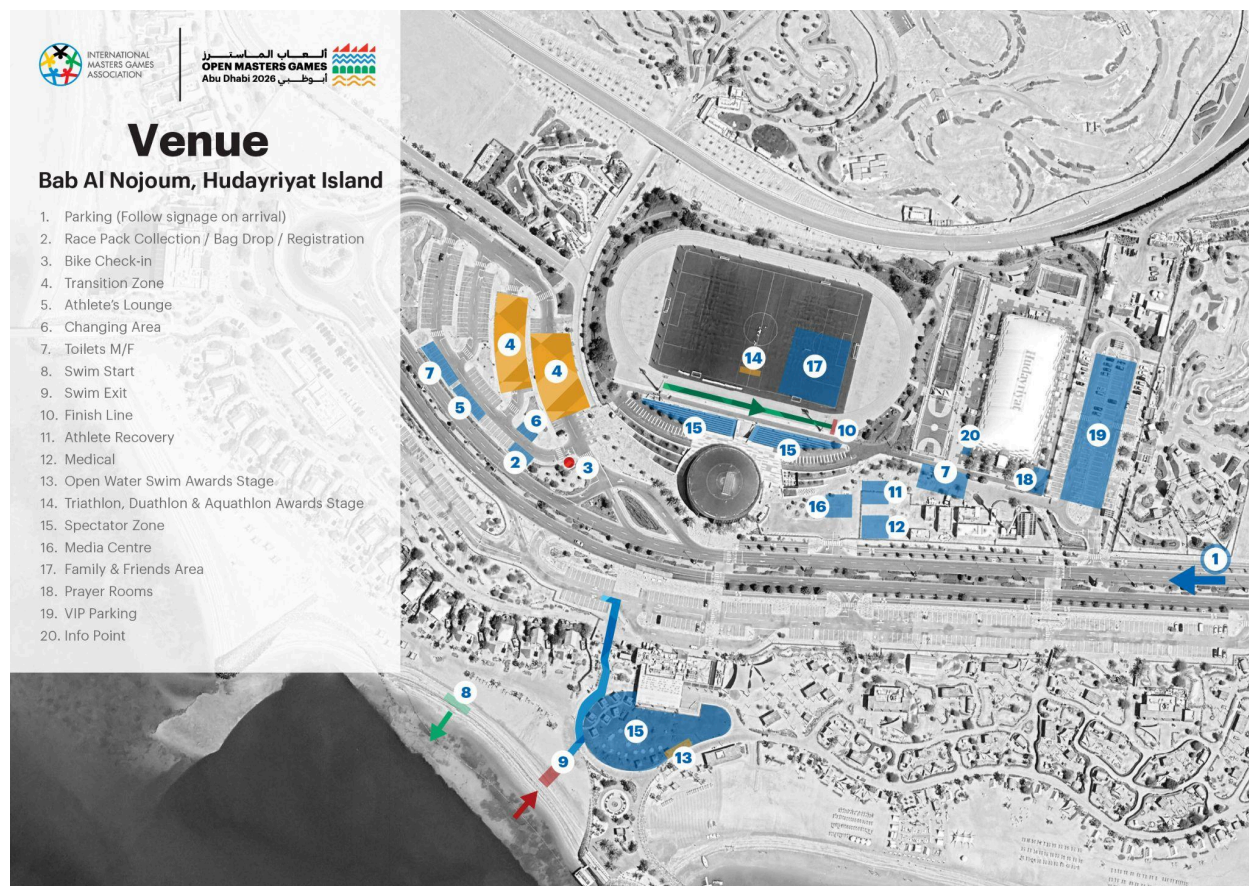 INTERNATIONAL
MASTERS GAMES
ASSOCIATION
ألعاب الماسترز
OPEN MASTERS GAMES
Abu Dhabi 2026 أبوظبي
Venue
Bab Al Nojoum, Hudayriyat Island
1. Parking (Follow signage on arrival)
2. Race Pack Collection / Bag Drop / Registration
3. Bike Check-in
4. Transition Zone
5. Athlete's Lounge
6. Changing Area
7. Toilets M/F
8. Swim Start
9. Swim Exit
10. Finish Line
11. Athlete Recovery
12. Medical
13. Open Water Swim Awards Stage
14. Triathlon, Duathlon & Aquathlon Awards Stage
15. Spectator Zone
16. Media Centre
17. Family & Friends Area
18. Prayer Rooms
19. VIP Parking
20. Info Point
4
14
17
7
4
5
6
15
10
15
20
19
2
3
7
18
11
16
12
1
8
15
9
13
Hudayriyat